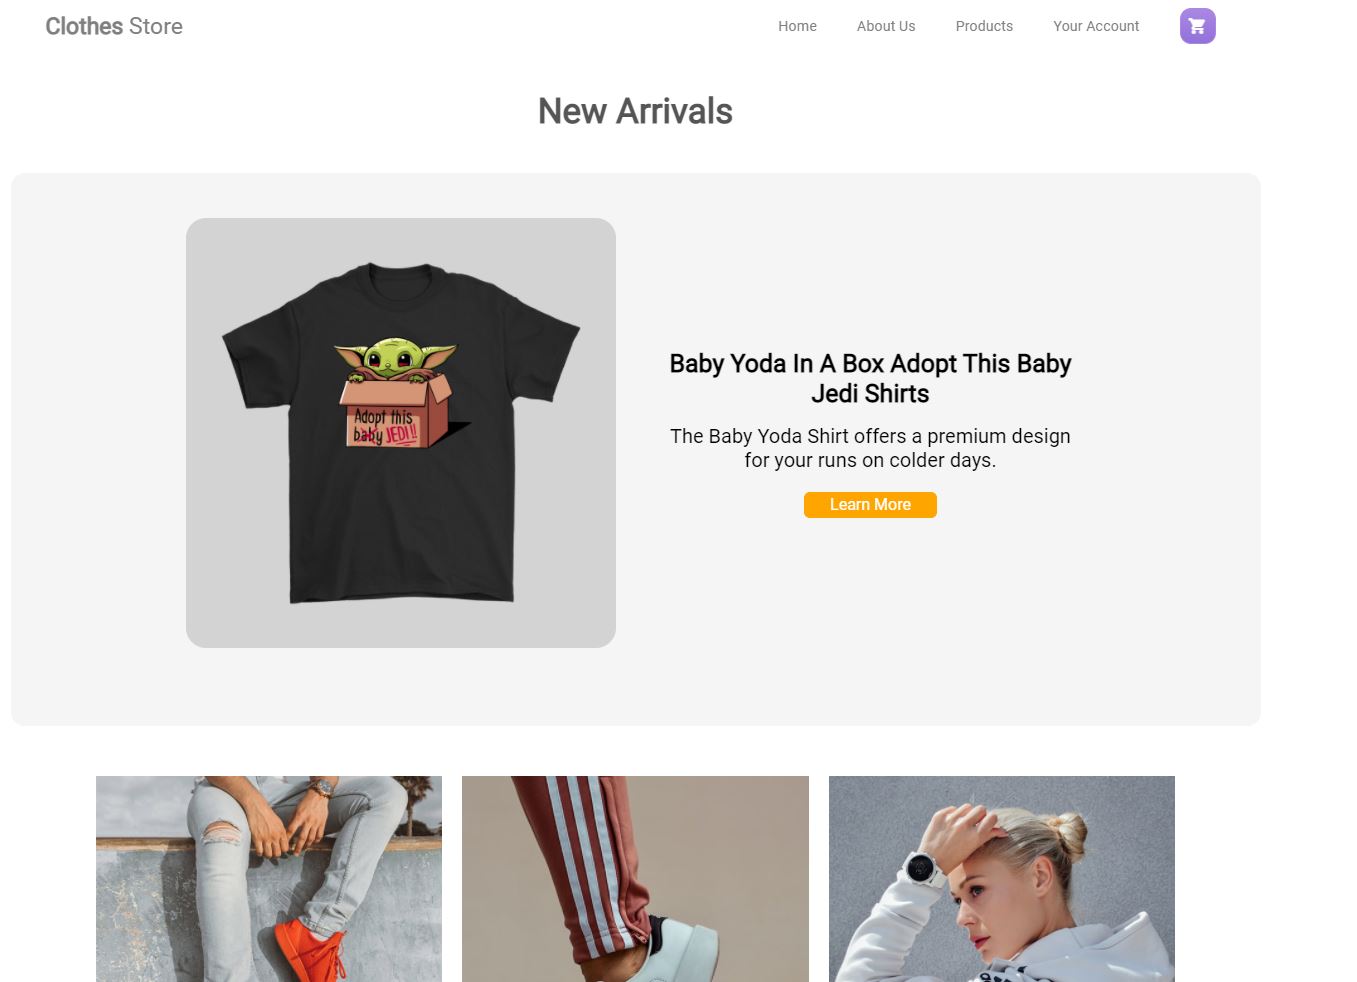 Clothes Store
Home
About Us
Products
Your Account
New Arrivals
Adopt this
baby JEDI!!
Baby Yoda In A Box Adopt This Baby
Jedi Shirts
The Baby Yoda Shirt offers a premium design
for your runs on colder days.
Learn More